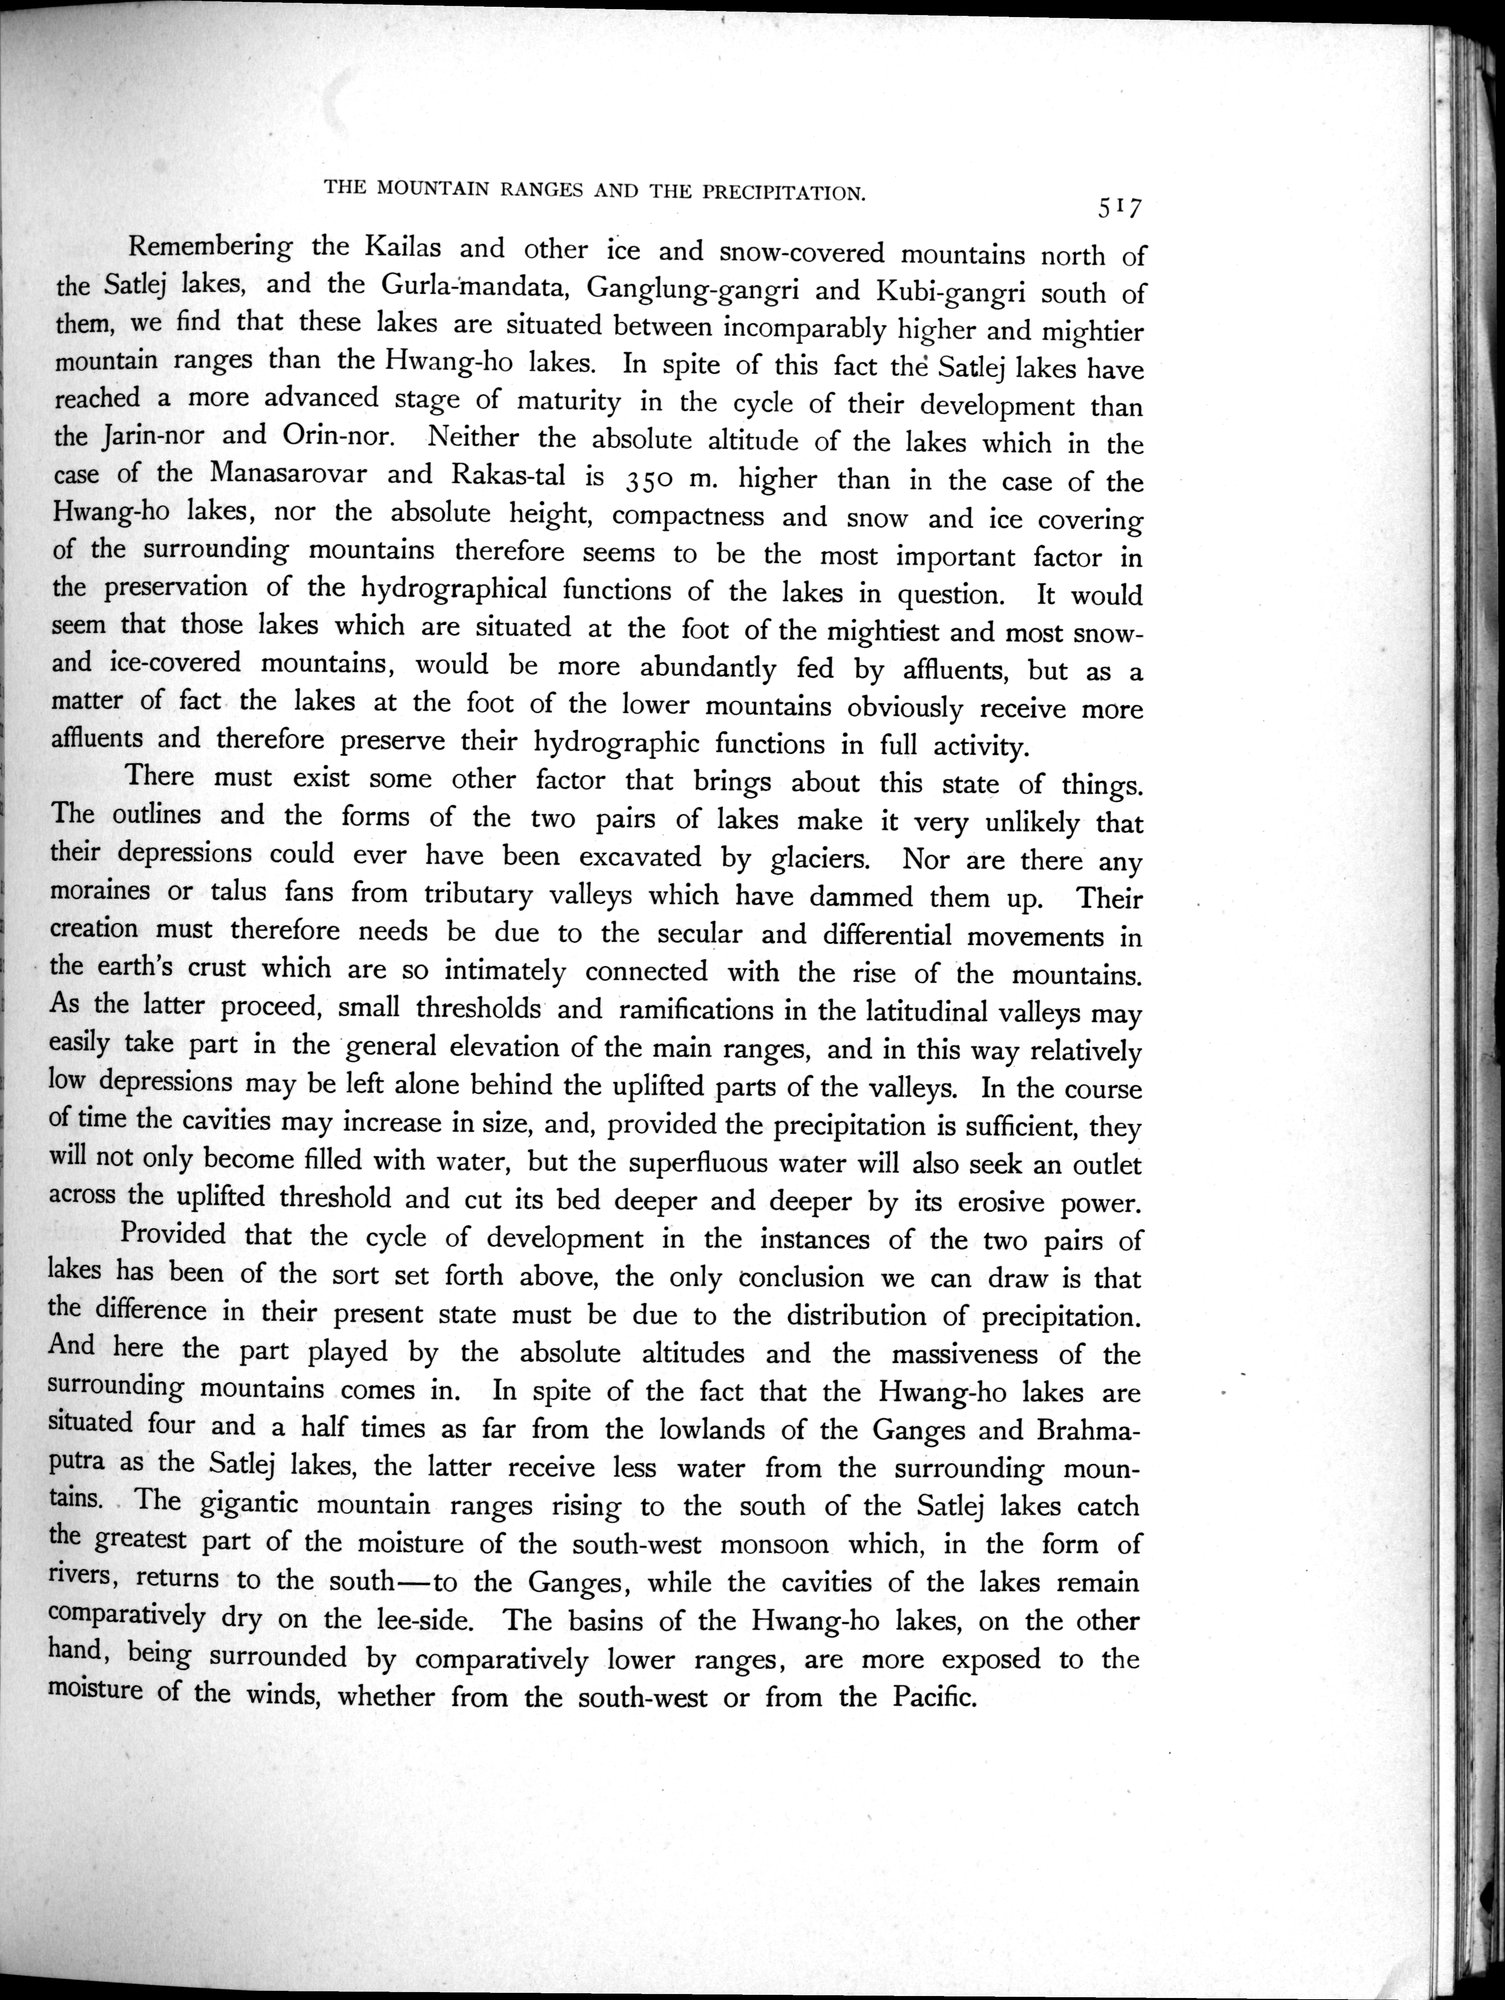 THE MOUNTAIN RANGES AND THE PRECIPITATION.
517
Remembering the Kailas and other ice and snow-covered mountains north of
the Satlej lakes, and the Gurla-mandata, Ganglung-gangri and Kubi-gangri south of
them, we find that these lakes are situated between incomparably higher and mightier
mountain ranges than the Hwang-ho lakes. In spite of this fact the Satlej lakes have
reached a more advanced stage of maturity in the cycle of their development than
the Jarin-nor and Orin-nor. Neither the absolute altitude of the lakes which in the
case of the Manasarovar and Rakas-tal is 350 m. higher than in the case of the
Hwang-ho lakes, nor the absolute height, compactness and snow and ice covering
of the surrounding mountains therefore seems to be the most important factor in
the preservation of the hydrographical functions of the lakes in question. It would
seem that those lakes which are situated at the foot of the mightiest and most snow-
and ice-covered mountains, would be more abundantly fed by affluents, but as a
matter of fact the lakes at the foot of the lower mountains obviously receive more
affluents and therefore preserve their hydrographic functions in full activity.
There must exist some other factor that brings about this state of things.
The outlines and the forms of the two pairs of lakes make it very unlikely that
their depressions could ever have been excavated by glaciers. Nor are there any
moraines or talus fans from tributary valleys which have dammed them up. Their
creation must therefore needs be due to the secular and differential movements in
the earth's crust which are so intimately connected with the rise of the mountains.
As the latter proceed, small thresholds and ramifications in the latitudinal valleys may
easily take part in the general elevation of the main ranges, and in this way relatively
low depressions may be left alone behind the uplifted parts of the valleys. In the course
of time the cavities may increase in size, and, provided the precipitation is sufficient, they
will not only become filled with water, but the superfluous water will also seek an outlet
across the uplifted threshold and cut its bed deeper and deeper by its erosive power.
Provided that the cycle of development in the instances of the two pairs of
lakes has been of the sort set forth above, the only conclusion we can draw is that
the difference in their present state must be due to the distribution of precipitation.
And here the part played by the absolute altitudes and the massiveness of the
surrounding mountains comes in. In spite of the fact that the Hwang-ho lakes are
situated four and a half times as far from the lowlands of the Ganges and Brahma-
putra as the Satlej lakes, the latter receive less water from the surrounding moun-
tains. The gigantic mountain ranges rising to the south of the Satlej lakes catch
the greatest part of the moisture of the south-west monsoon which, in the form of
rivers, returns to the south—to the Ganges, while the cavities of the lakes remain
comparatively dry on the lee-side. The basins of the Hwang-ho lakes, on the other
hand, being surrounded by comparatively lower ranges, are more exposed to the
moisture of the winds, whether from the south-west or from the Pacific.